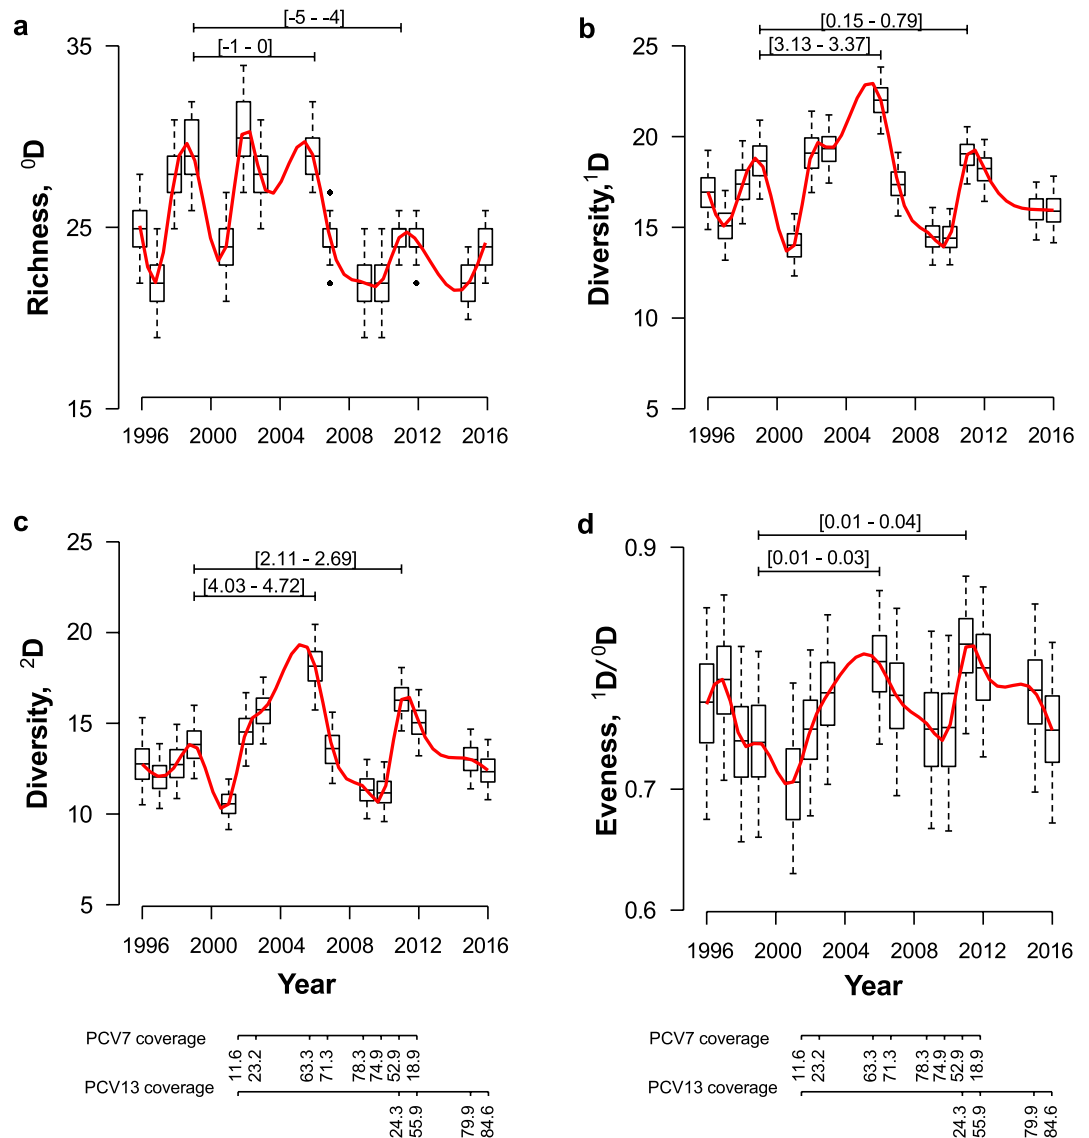 a
[-5 - -4]
[-1 - 0]
35
25
15
Richness, ⁰D
1996 2000 2004 2008 2012 2016
b
[0.15 - 0.79]
[3.13 - 3.37]
25
20
15
10
5
Diversity,¹D
1996 2000 2004 2008 2012 2016
c
[2.11 - 2.69]
[4.03 - 4.72]
25
20
15
10
5
Diversity, ²D
1996 2000 2004 2008 2012 2016
Year
d
[0.01 - 0.04]
[0.01 - 0.03]
0.9
0.7
0.6
Eveness, ¹D/⁰D
1996 2000 2004 2008 2012 2016
Year
PCV7 coverage
11.6 23.2 63.3 71.3 78.3 74.9 52.9 18.9
PCV13 coverage
24.3 55.9 79.9 84.6
PCV7 coverage
11.6 23.2 63.3 71.3 78.3 74.9 52.9 18.9
PCV13 coverage
24.3 55.9 79.9 84.6